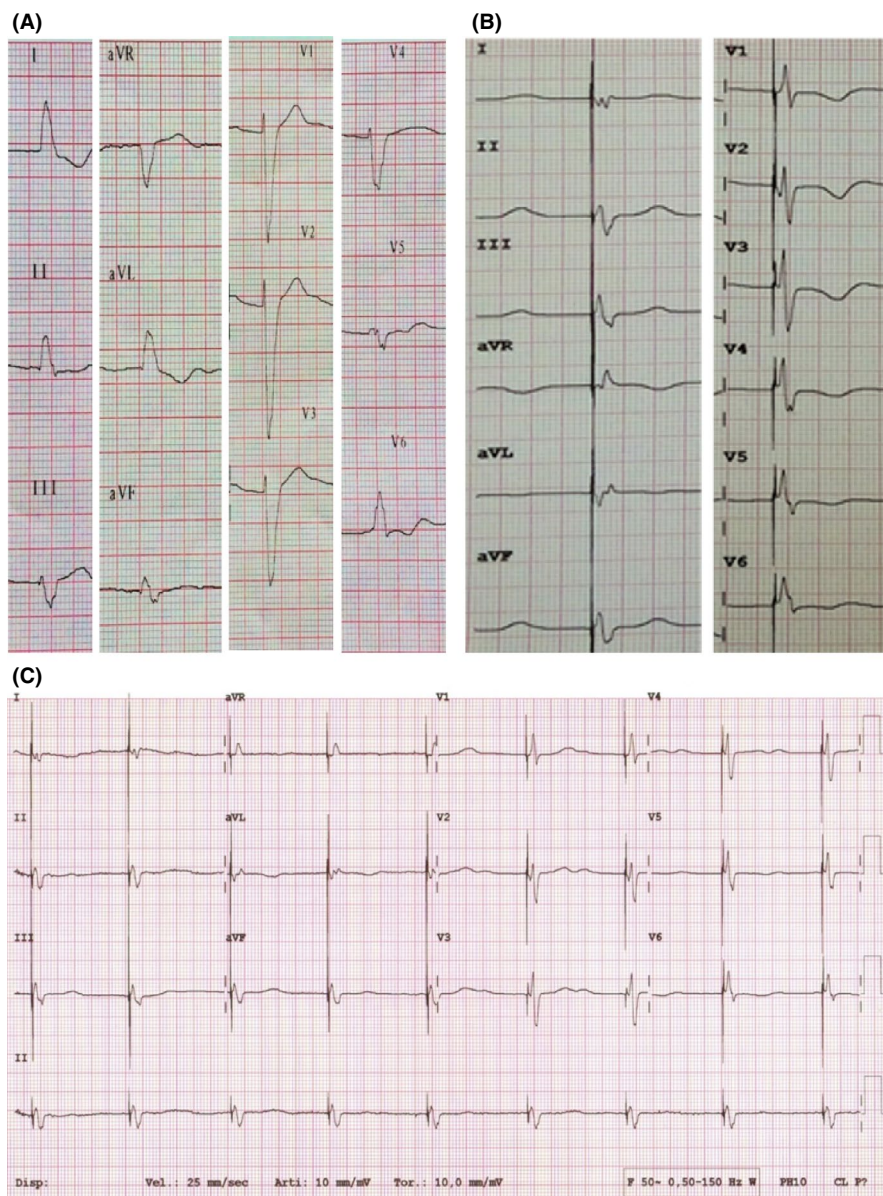 (A)
I
aVR
V1
V4
II
aVL
V2
V5
III
aVF
V3
V6
(B)
I
V1
II
V2
III
V3
aVR
V4
aVL
V5
aVF
V6
(C)
I
aVR
V1
V4
II
aVL
V2
V5
III
aVF
V3
V6
II
Disp: Vel.: 25 mm/sec Arti: 10 mm/mV Tor.: 10,0 mm/mV F 50~ 0,50-150 Hz W PH10 CL P?